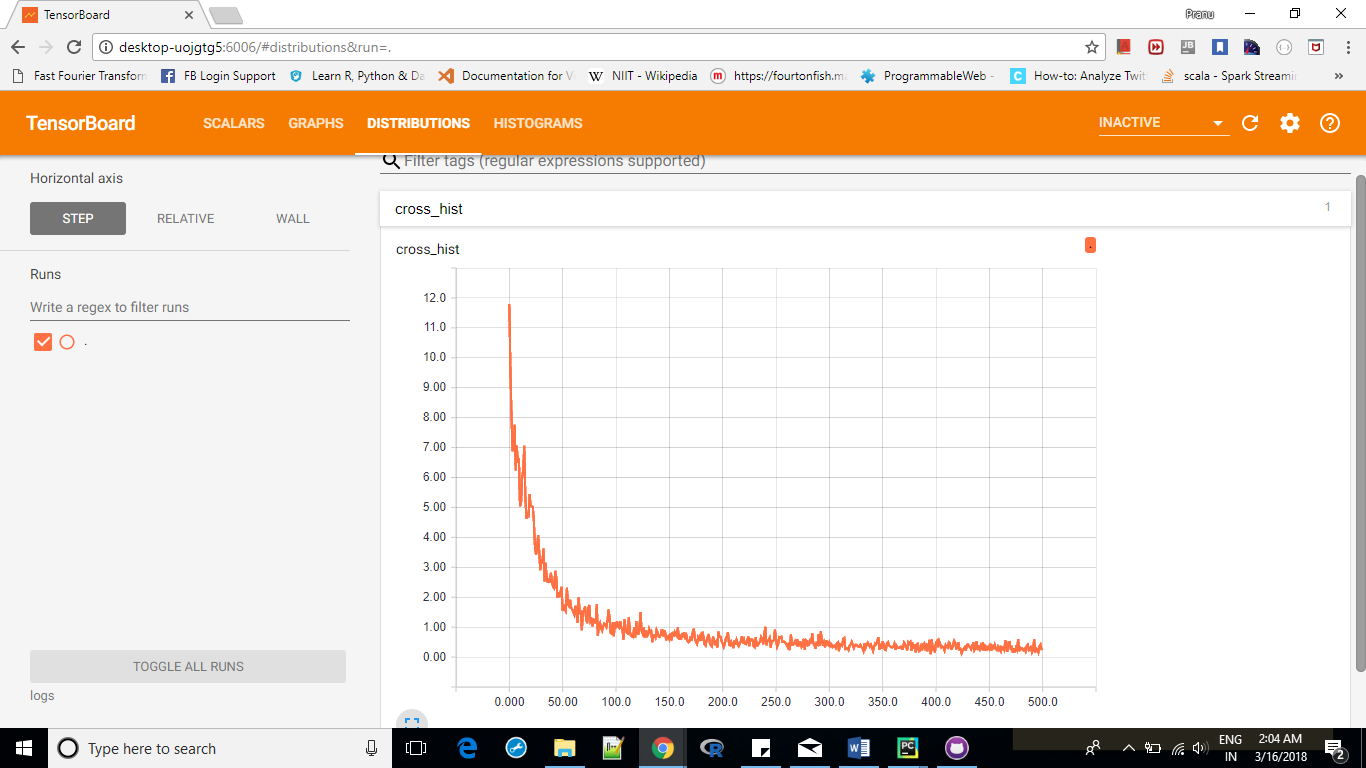 TensorBoard
Pranu
desktop-uojgtg5:6006/#distributions&run=.
Fast Fourier Transforn
FB Login Support
Learn R, Python & Da
Documentation for V
W NIIT - Wikipedia
m https://fourtonfish.ma
ProgrammableWeb -
C How-to: Analyze Twit
scala - Spark Streami
»
TensorBoard
SCALARS
GRAPHS
DISTRIBUTIONS
HISTOGRAMS
INACTIVE
Horizontal axis
STEP
RELATIVE
WALL
Runs
Write a regex to filter runs
.
TOGGLE ALL RUNS
logs
Filter tags (regular expressions supported)
cross_hist
1
cross_hist
.
12.0
11.0
10.0
9.00
8.00
7.00
6.00
5.00
4.00
3.00
2.00
1.00
0.00
0.000 50.00 100.0 150.0 200.0 250.0 300.0 350.0 400.0 450.0 500.0
Type here to search
ENG
IN
2:04 AM
3/16/2018
2